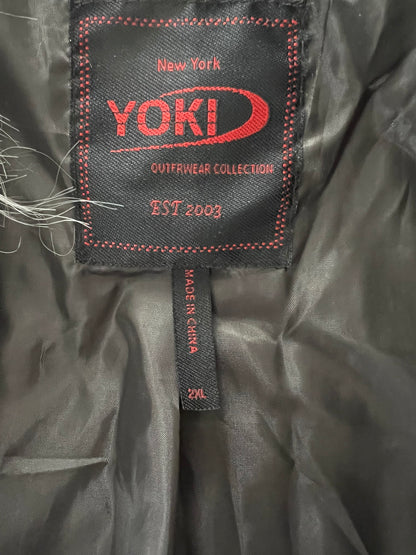 New York
YOKI
OUTERWEAR COLLECTION
EST 2003
MADE IN CHINA
2XL